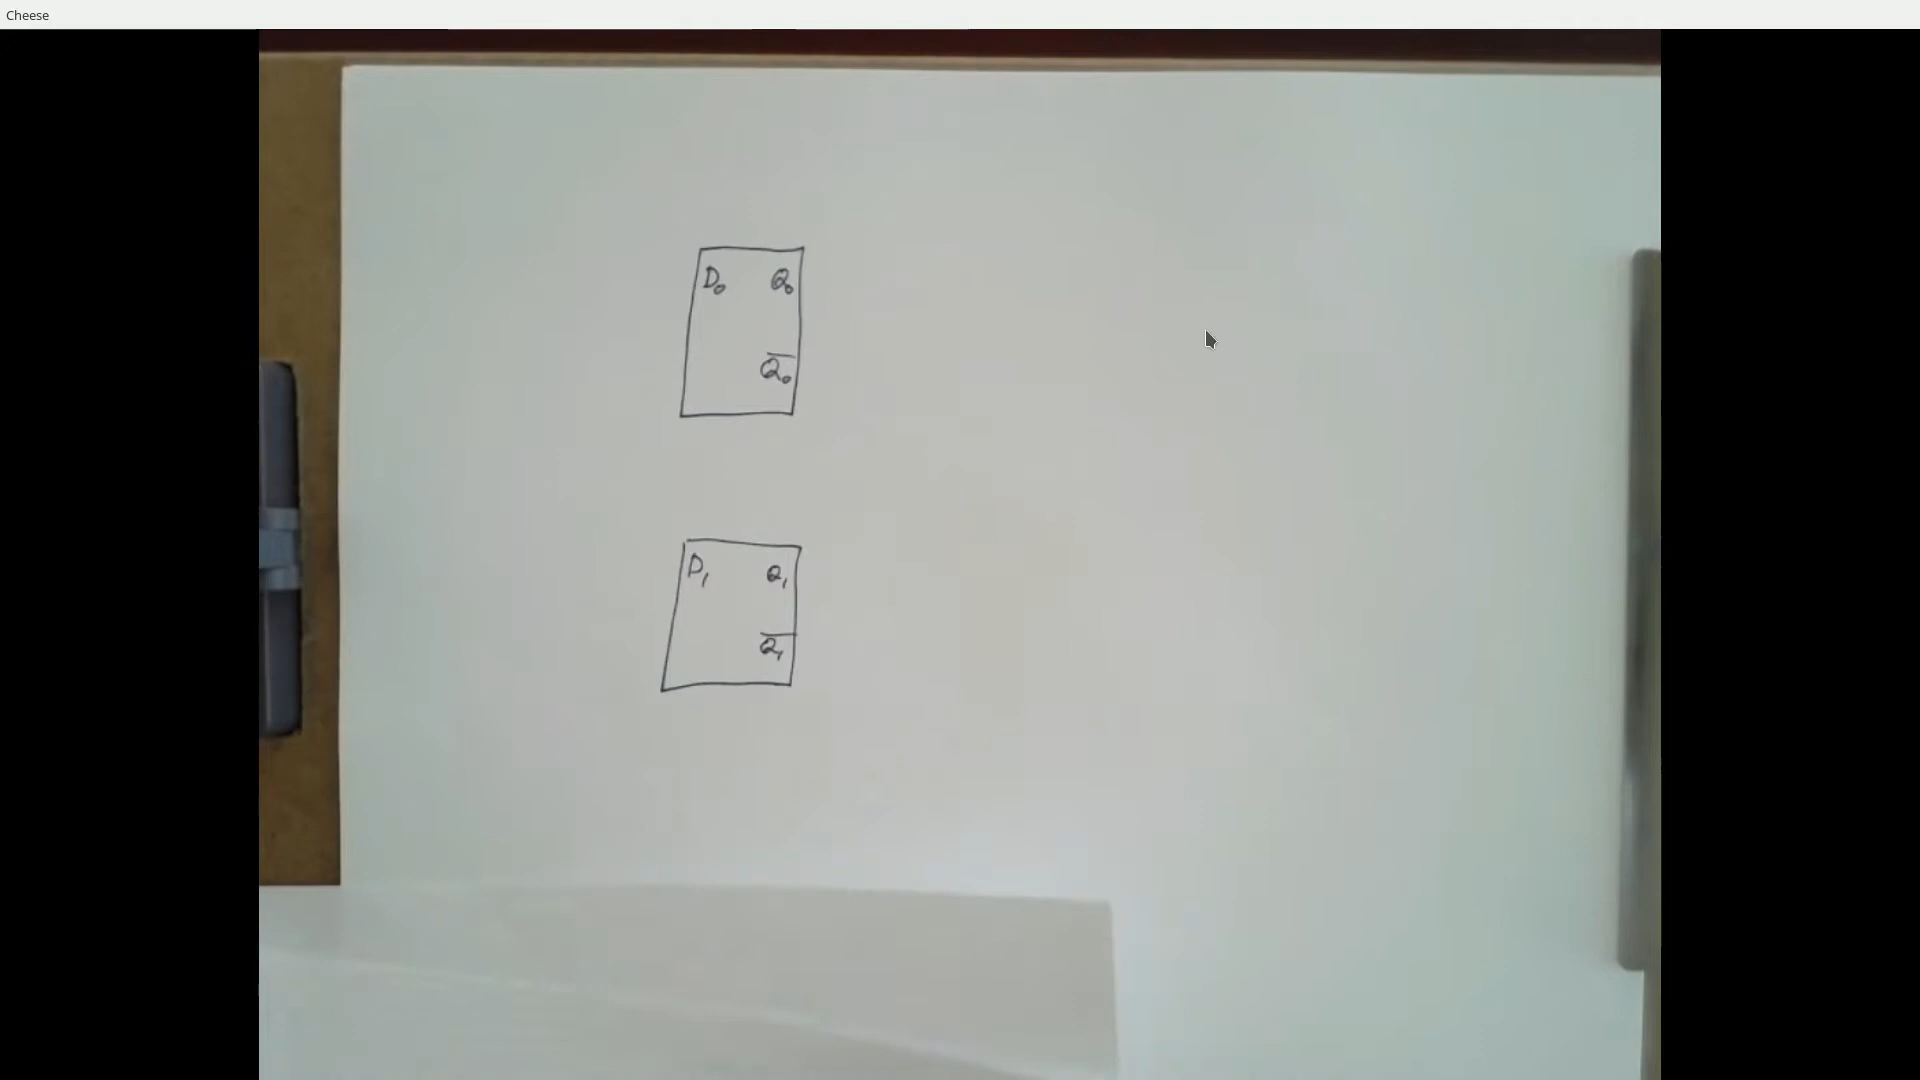 Cheese
D₀ Q₀
Q̅₀
D₁ Q₁
Q̅₁